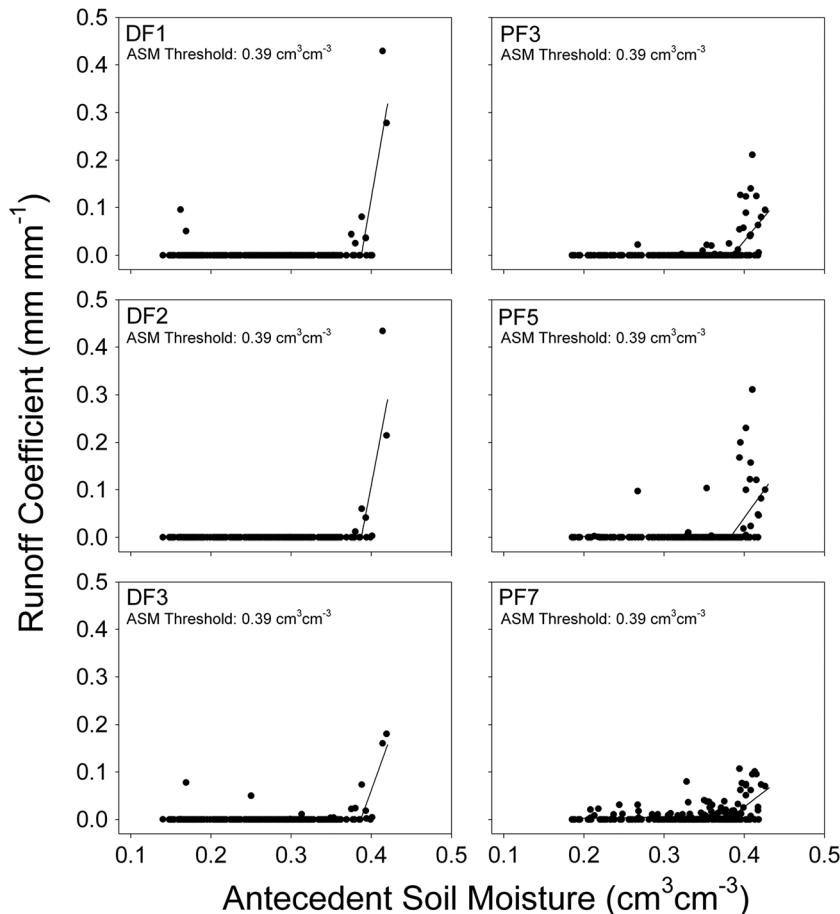 DF1
ASM Threshold: 0.39 cm³cm⁻³
PF3
ASM Threshold: 0.39 cm³cm⁻³
0.5
0.4
0.3
0.2
0.1
0.0
DF2
ASM Threshold: 0.39 cm³cm⁻³
PF5
ASM Threshold: 0.39 cm³cm⁻³
0.5
0.4
0.3
0.2
0.1
0.0
DF3
ASM Threshold: 0.39 cm³cm⁻³
PF7
ASM Threshold: 0.39 cm³cm⁻³
0.5
0.4
0.3
0.2
0.1
0.0
0.1 0.2 0.3 0.4 0.5 0.1 0.2 0.3 0.4 0.5
Runoff Coefficient (mm mm⁻¹)
Antecedent Soil Moisture (cm³cm⁻³)